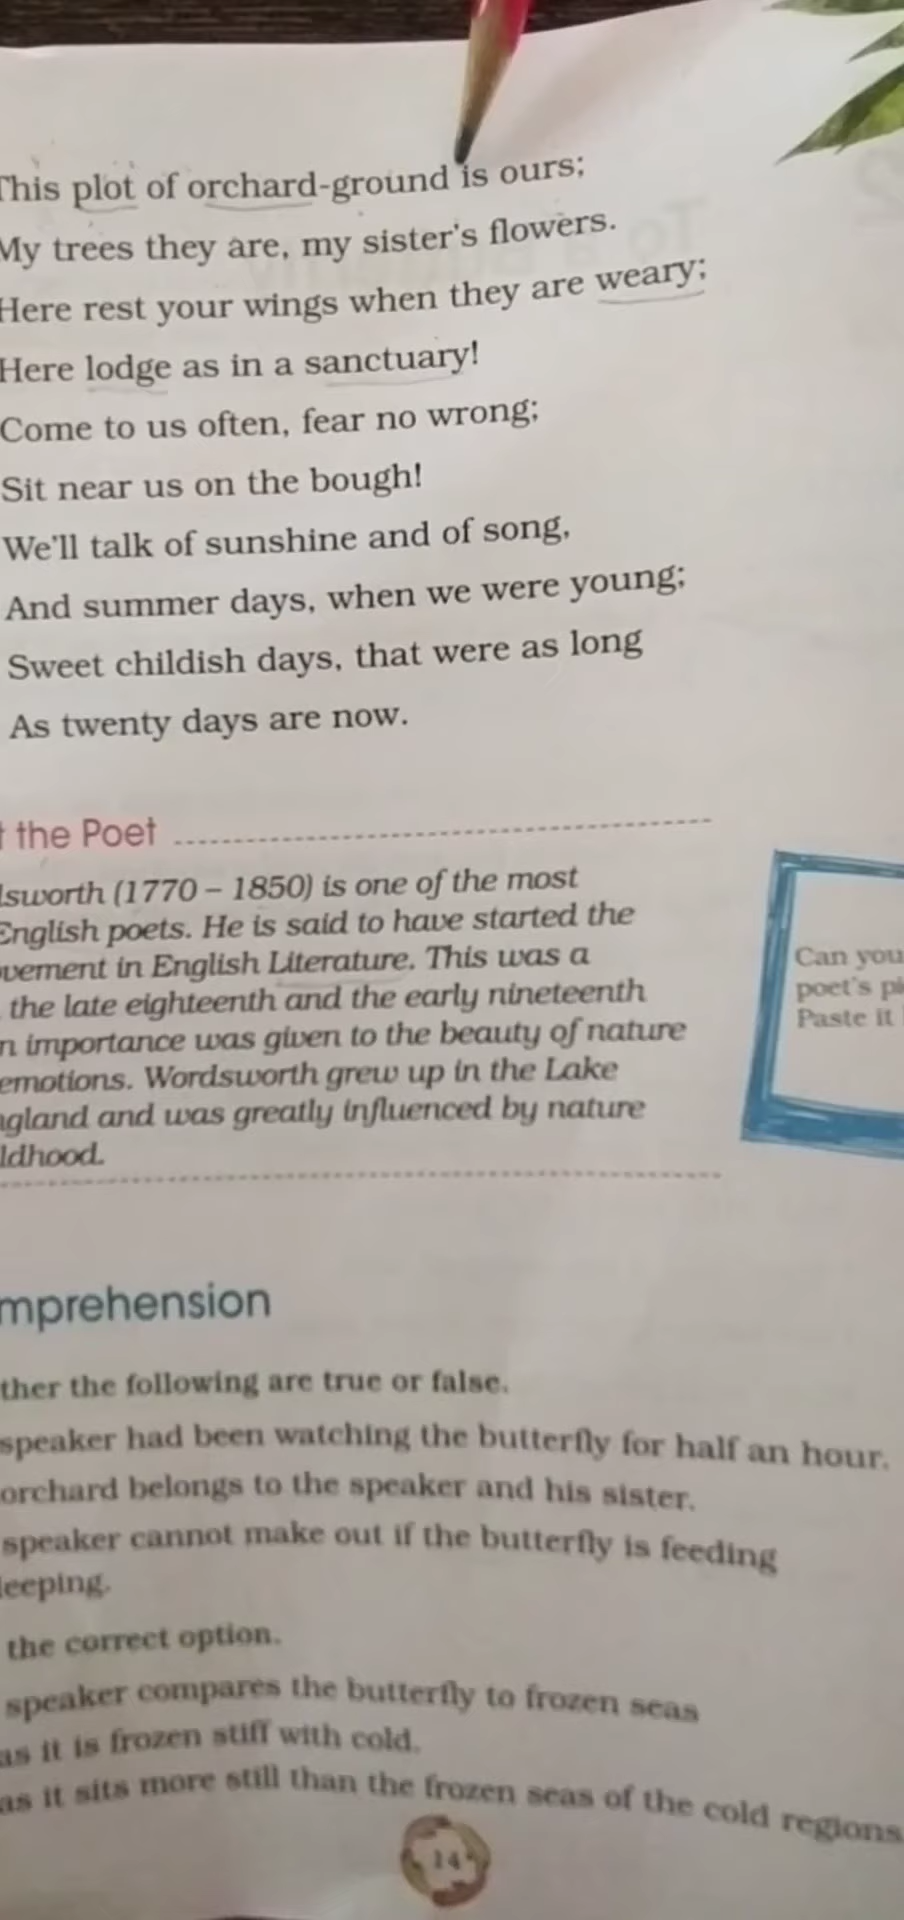 This plot of orchard-ground is ours;
My trees they are, my sister's flowers.
Here rest your wings when they are weary;
Here lodge as in a sanctuary!
Come to us often, fear no wrong;
Sit near us on the bough!
We'll talk of sunshine and of song,
And summer days, when we were young;
Sweet childish days, that were as long
As twenty days are now.
the Poet
(1770 – 1850) is one of the most
English poets. He is said to have started the
in English Literature. This was a
the late eighteenth and the early nineteenth
importance was given to the beauty of nature
emotions. Wordsworth grew up in the Lake
and was greatly influenced by nature
Can you
poet's
Paste it
the following are true or false.
speaker had been watching the butterfly for half an hour.
orchard belongs to the speaker and his sister.
speaker cannot make out if the butterfly is feeding
the correct option.
speaker compares the butterfly to frozen seas
as it is frozen stiff with cold.
as it sits more still than the frozen seas of the cold regions
14